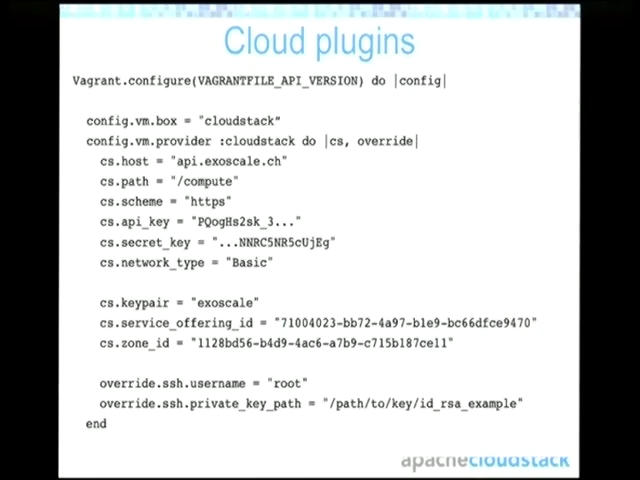 Cloud plugins
Vagrant.configure(VAGRANTFILE_API_VERSION) do |config|
config.vm.box = "cloudstack"
config.vm.provider :cloudstack do |cs, override|
cs.host = "api.exoscale.ch"
cs.path = "/compute"
cs.scheme = "https"
cs.api_key = "PQogHs2sk_3..."
cs.secret_key = "...NNRC5NR5cUjEg"
cs.network_type = "Basic"
cs.keypair = "exoscale"
cs.service_offering_id = "71004023-bb72-4a97-b1e9-bc66dfce9470"
cs.zone_id = "1128bd56-b4d9-4ac6-a7b9-c715b187ce11"
override.ssh.username = "root"
override.ssh.private_key_path = "/path/to/key/id_rsa_example"
end
apachecloudstack